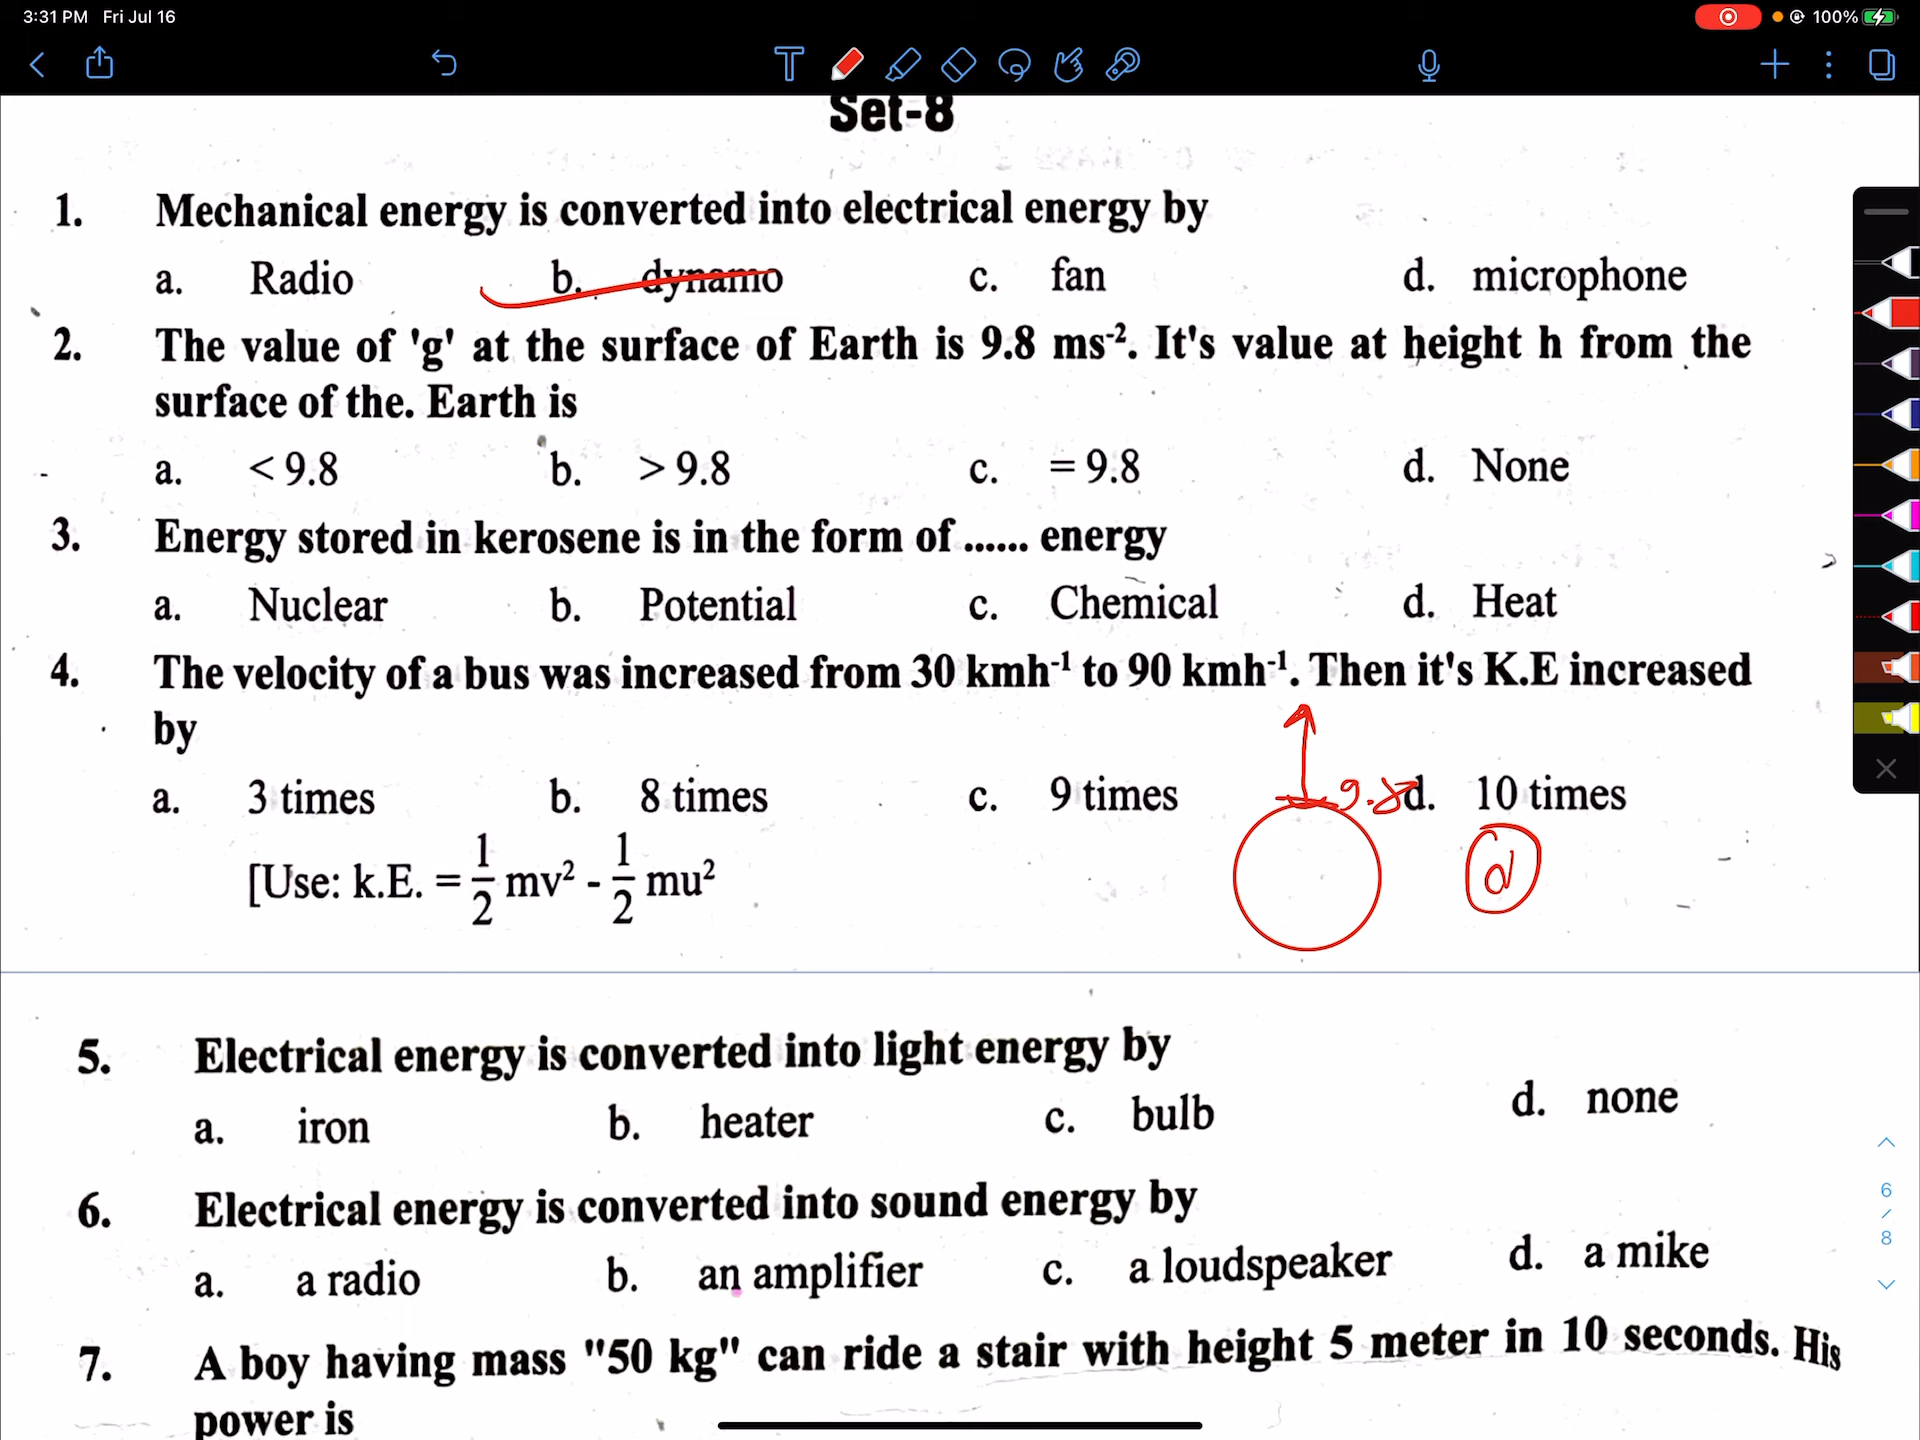 3:31 PM Fri Jul 16
100%
Set-8
1. Mechanical energy is converted into electrical energy by
a. Radio b. dynamo c. fan d. microphone
2. The value of 'g' at the surface of Earth is 9.8 ms⁻². It's value at height h from the
surface of the. Earth is
a. < 9.8 b. > 9.8 c. = 9.8 d. None
3. Energy stored in kerosene is in the form of ...... energy
a. Nuclear b. Potential c. Chemical d. Heat
4. The velocity of a bus was increased from 30 kmh⁻¹ to 90 kmh⁻¹. Then it's K.E increased
by
a. 3 times b. 8 times c. 9 times 9.8 d. 10 times
[Use: k.E. = 1/2 mv² - 1/2 mu²
5. Electrical energy is converted into light energy by
a. iron b. heater c. bulb d. none
6. Electrical energy is converted into sound energy by
a. a radio b. an amplifier c. a loudspeaker d. a mike
7. A boy having mass "50 kg" can ride a stair with height 5 meter in 10 seconds. His
power is
6
/
8